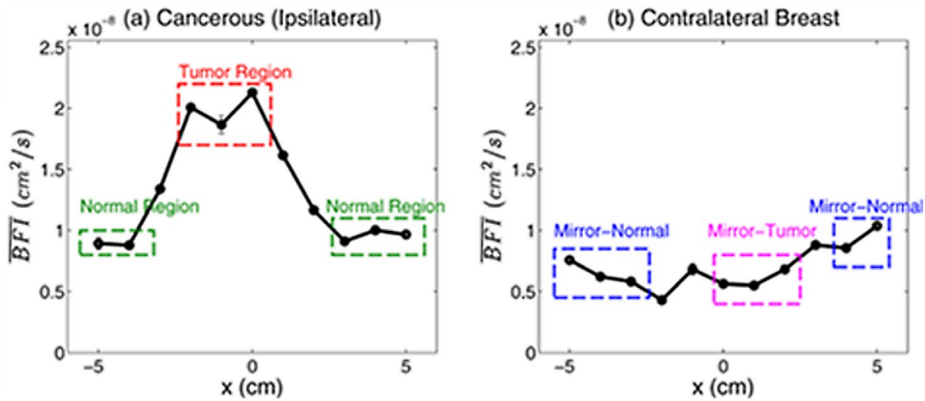 (a) Cancerous (Ipsilateral)
x 10⁻⁸
2.5
2
1.5
1
0.5
0
Tumor Region
Normal Region
Normal Region
BFI (cm²/s)
−5
0
5
x (cm)
(b) Contralateral Breast
x 10⁻⁸
2.5
2
1.5
1
0.5
0
Mirror−Normal
Mirror−Normal
Mirror−Tumor
BFI (cm²/s)
−5
0
5
x (cm)